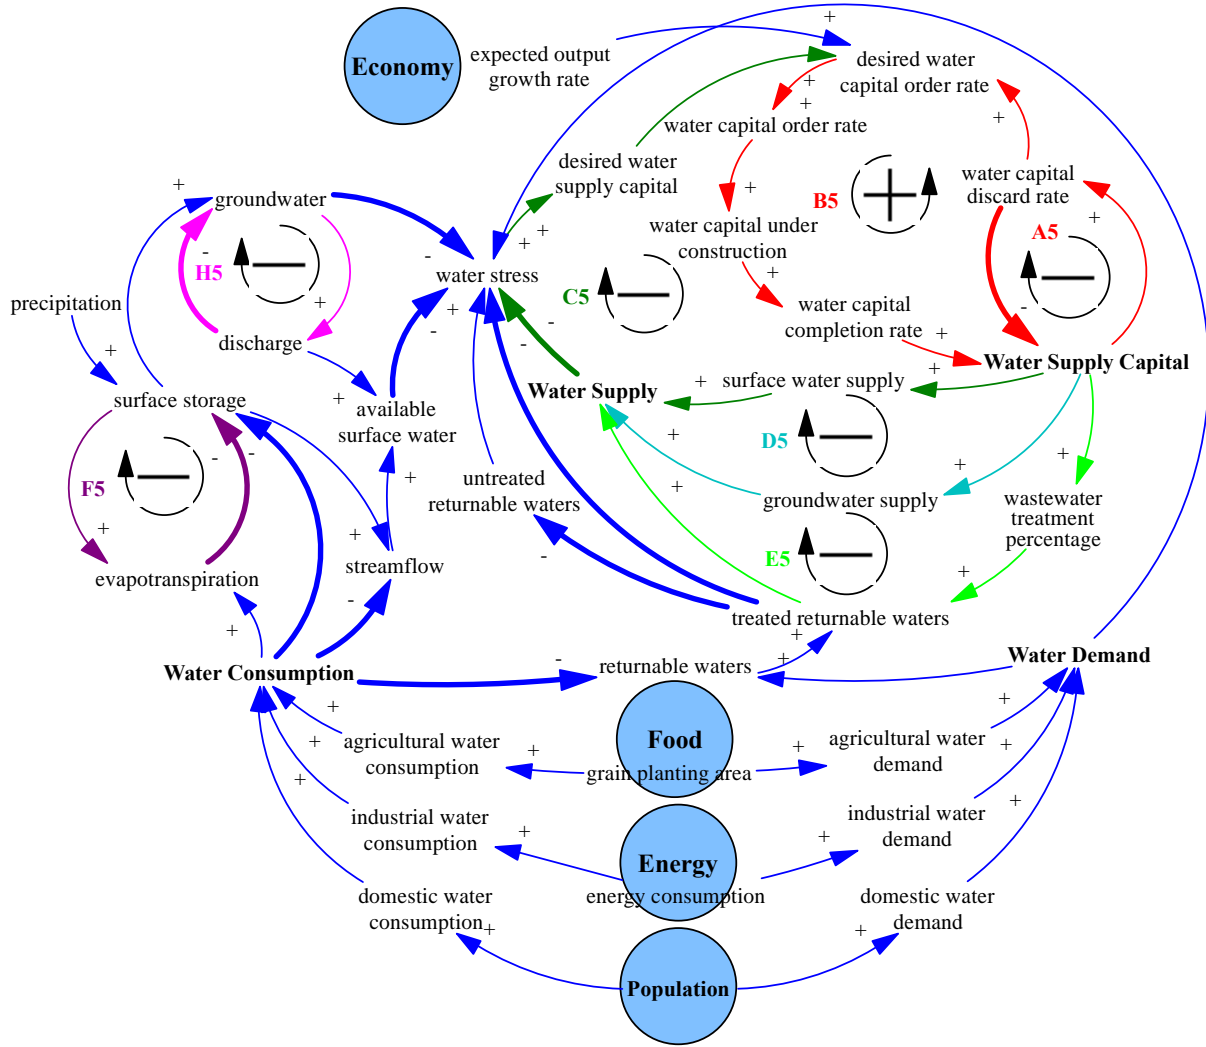 Economy
expected output
growth rate
+
desired water
capital order rate
+
+
water capital order rate
+
desired water
supply capital
+
B5
water capital
discard rate
+
A5
+
groundwater
+
water capital under
construction
+
+
-
H5
-
water stress
+
C5
-
precipitation
+
+
-
-
water capital
completion rate
+
-
discharge
+
Water Supply Capital
+
surface storage
+
available
surface water
Water Supply
+
surface water supply
D5
-
-
F5
+
untreated
returnable waters
+
+
+
groundwater supply
wastewater
treatment
percentage
+
+
+
evapotranspiration
streamflow
-
E5
+
-
treated returnable waters
+
+
Water Consumption
-
returnable waters
+
Water Demand
+
agricultural water
consumption
+
Food
grain planting area
+
agricultural water
demand
+
+
industrial water
consumption
+
Energy
energy consumption
+
industrial water
demand
+
+
domestic water
consumption
+
Population
+
domestic water
demand
+